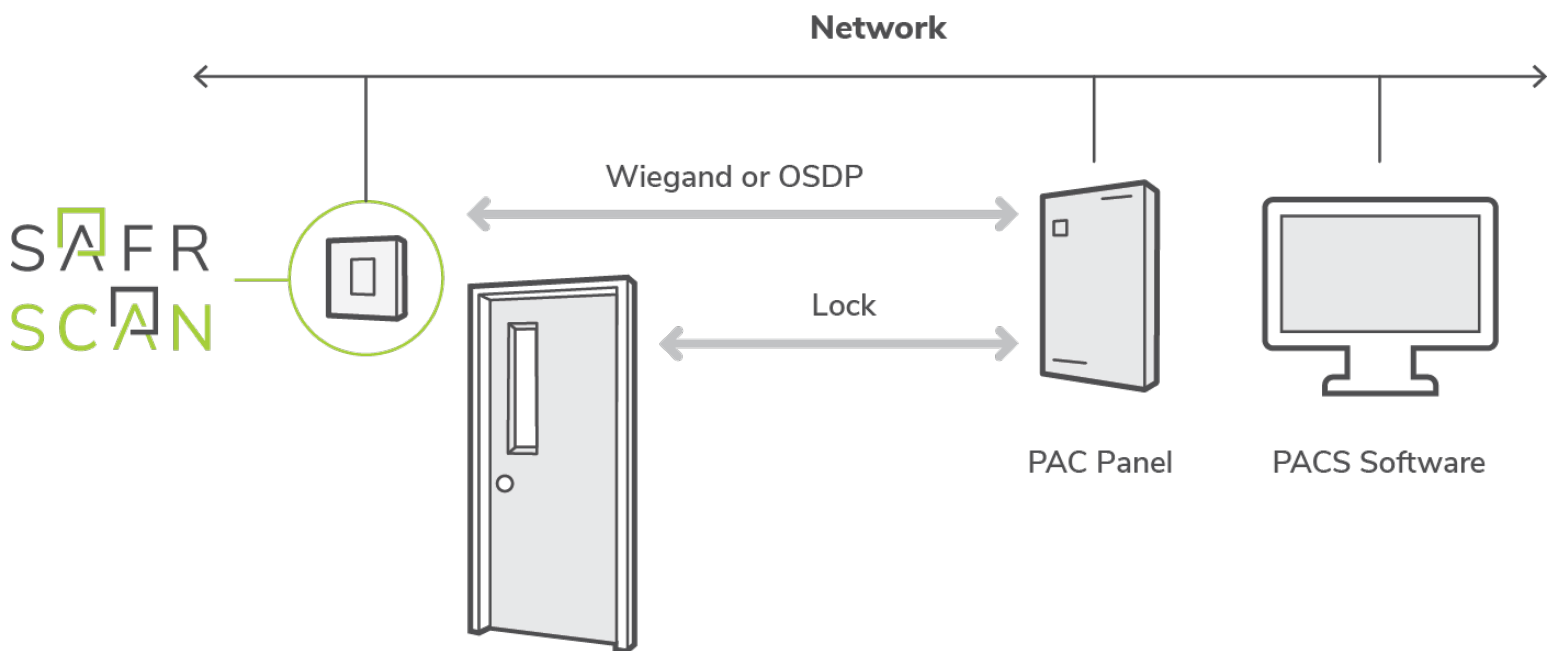 Network
Wiegand or OSDP
SAFR
SCAN
Lock
PAC Panel
PACS Software